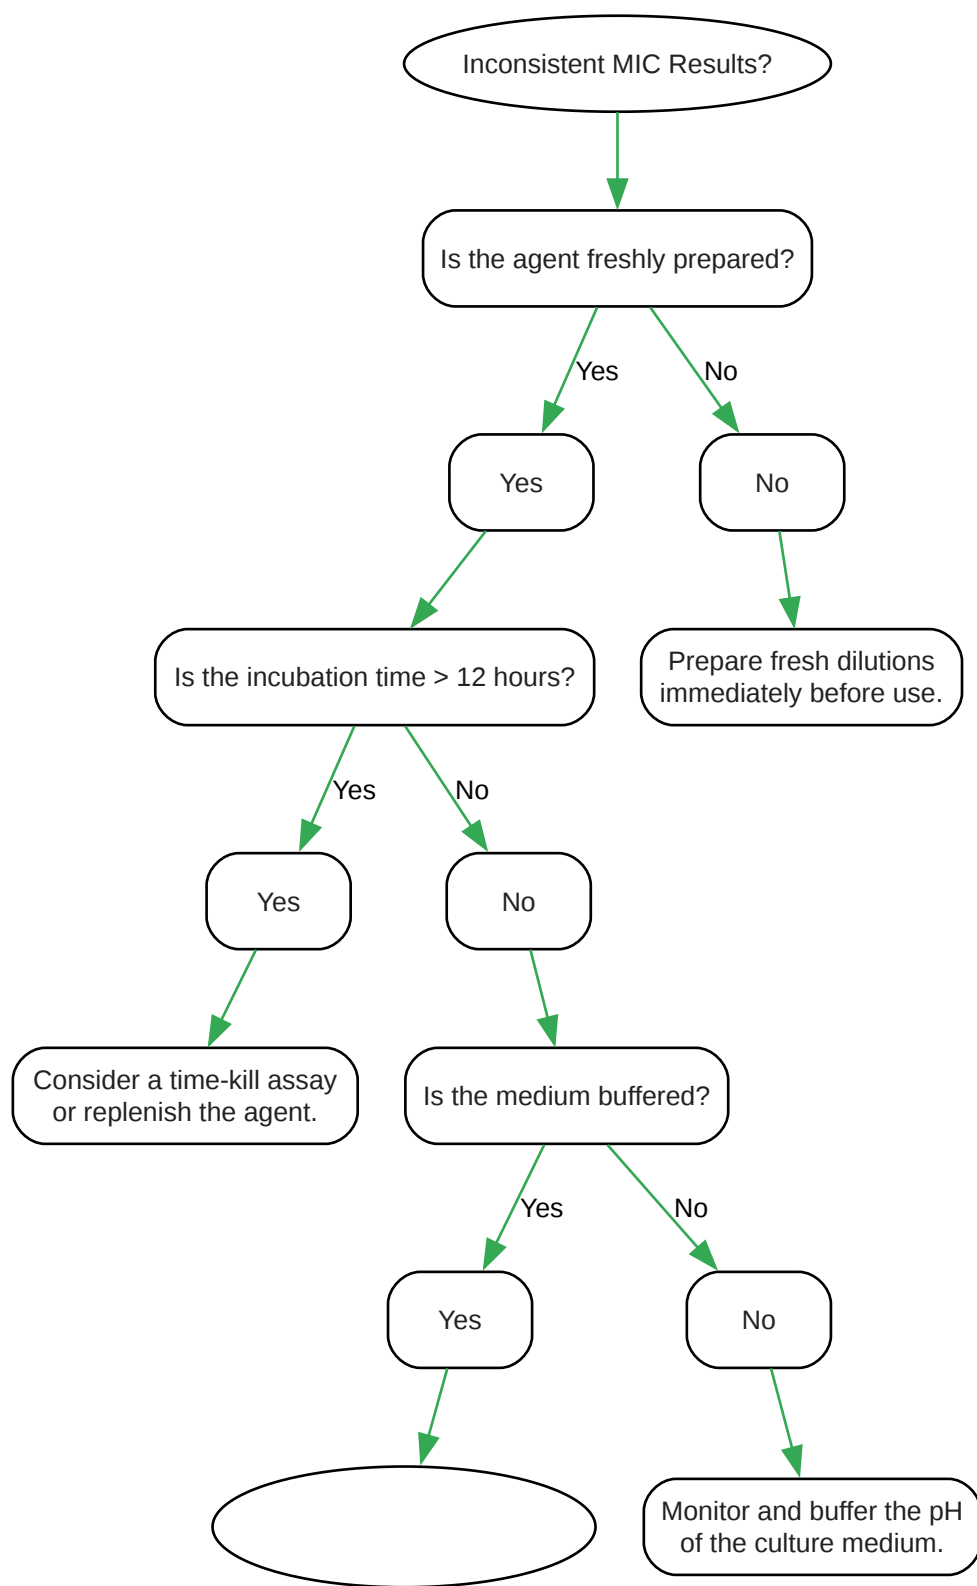 Inconsistent MIC Results?
Is the agent freshly prepared?
Yes
No
Yes
No
Is the incubation time > 12 hours?
Prepare fresh dilutions
immediately before use.
Yes
No
Yes
No
Consider a time-kill assay
or replenish the agent.
Is the medium buffered?
Yes
No
Yes
No
Monitor and buffer the pH
of the culture medium.